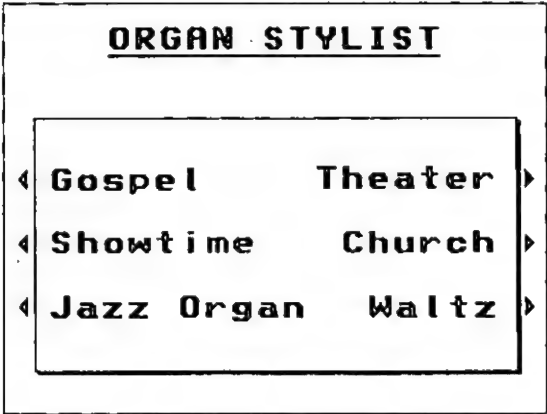 ORGAN STYLIST
Gospel Theater
Showtime Church
Jazz Organ Waltz